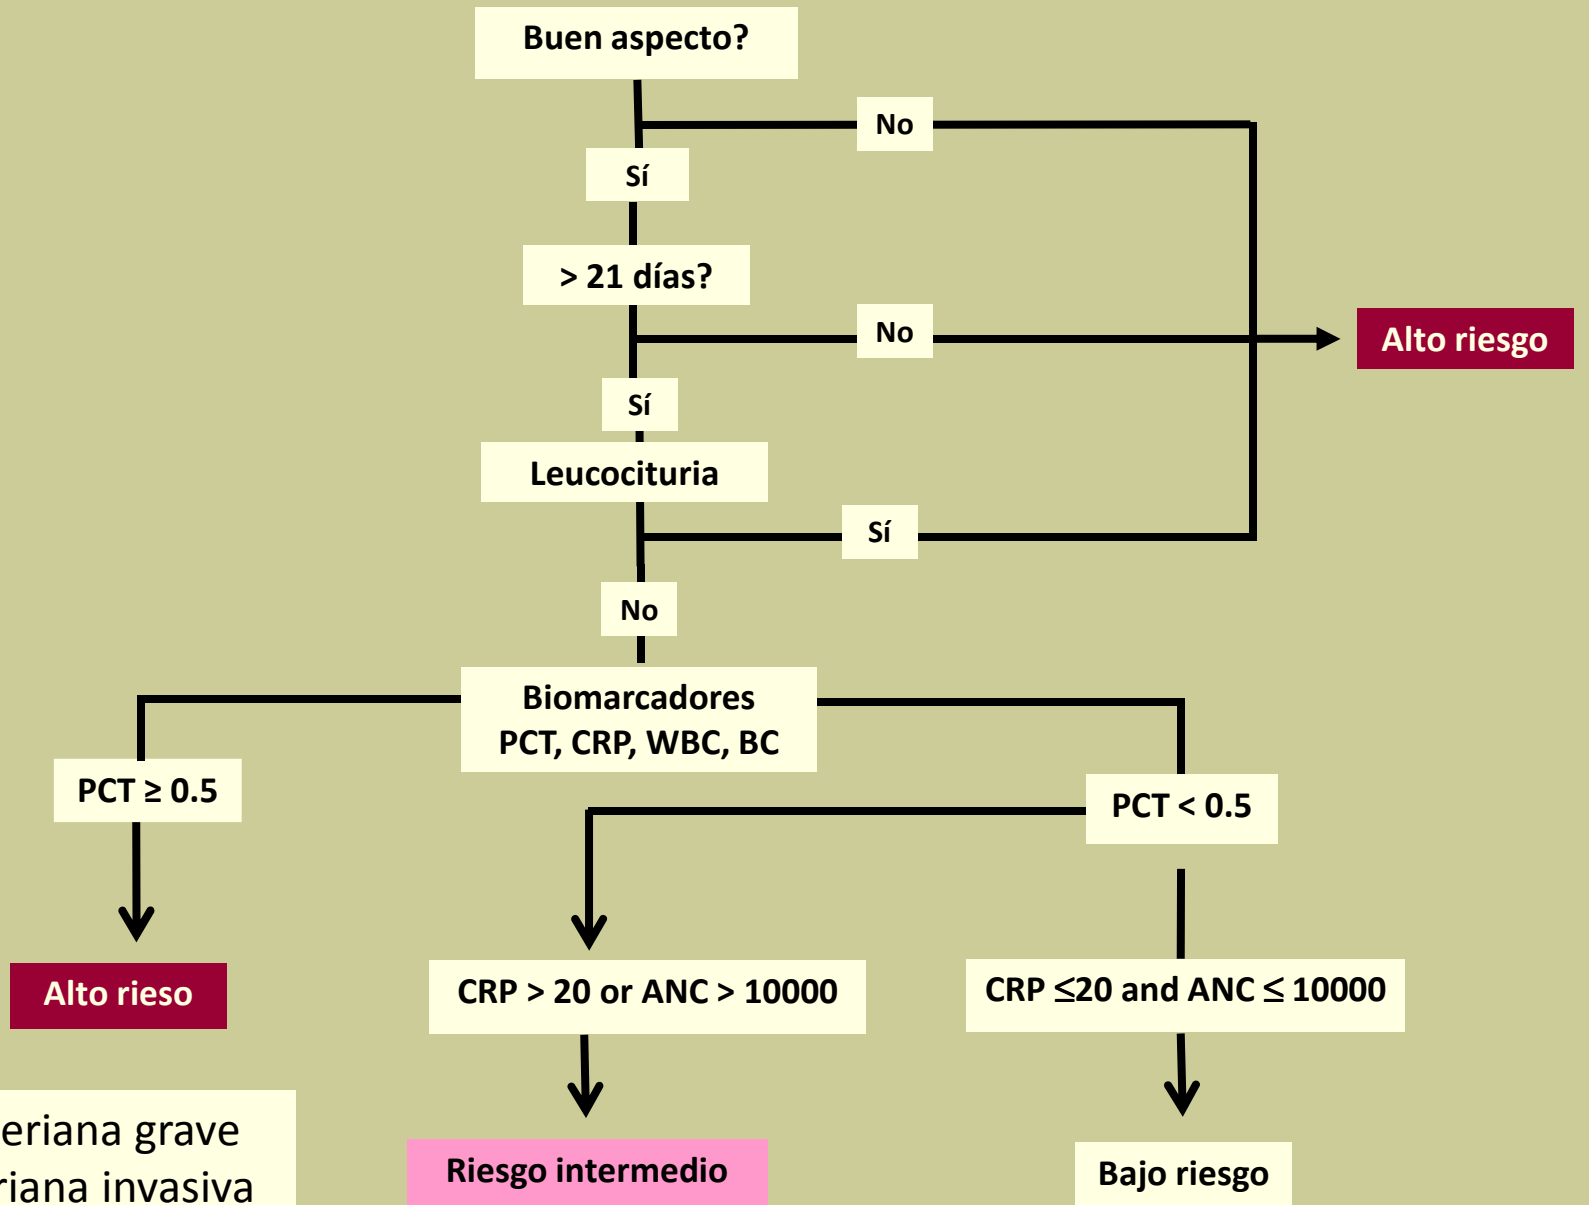 Buen aspecto?
No
Sí
> 21 días?
No
Alto riesgo
Sí
Leucocituria
Sí
No
Biomarcadores
PCT, CRP, WBC, BC
PCT ≥ 0.5
PCT < 0.5
Alto rieso
CRP > 20 or ANC > 10000
CRP ≤20 and ANC ≤ 10000
eriana grave
riana invasiva
Riesgo intermedio
Bajo riesgo